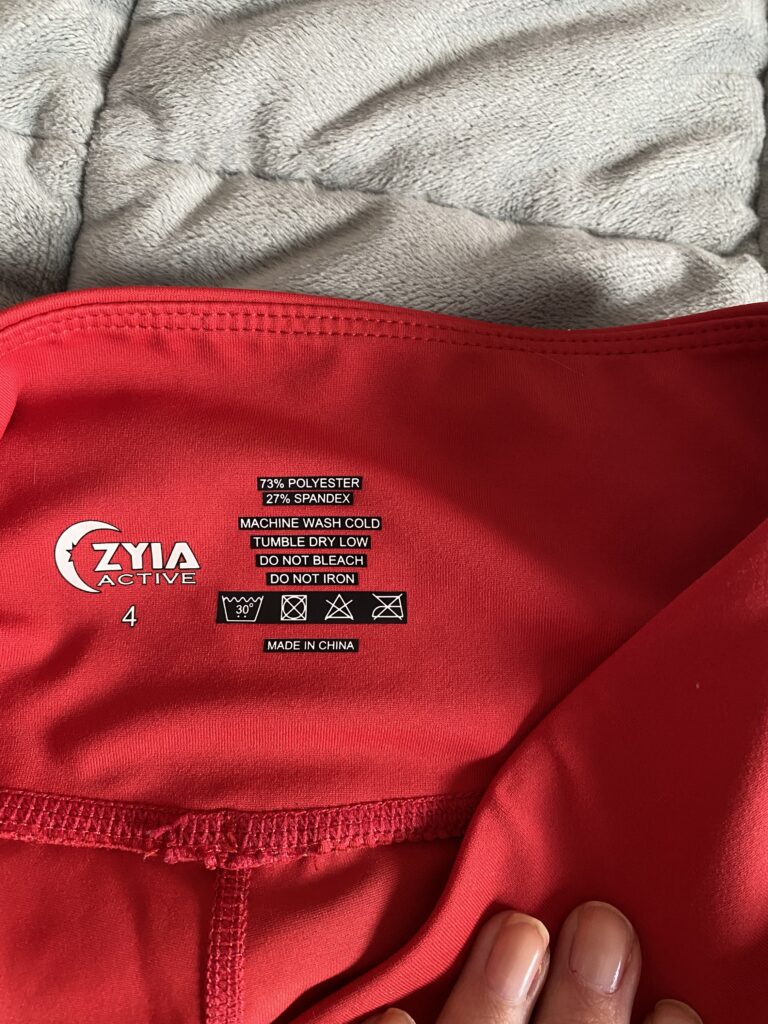 73% POLYESTER
27% SPANDEX
MACHINE WASH COLD
TUMBLE DRY LOW
DO NOT BLEACH
DO NOT IRON
30°
MADE IN CHINA
ZYIA
ACTIVE
4